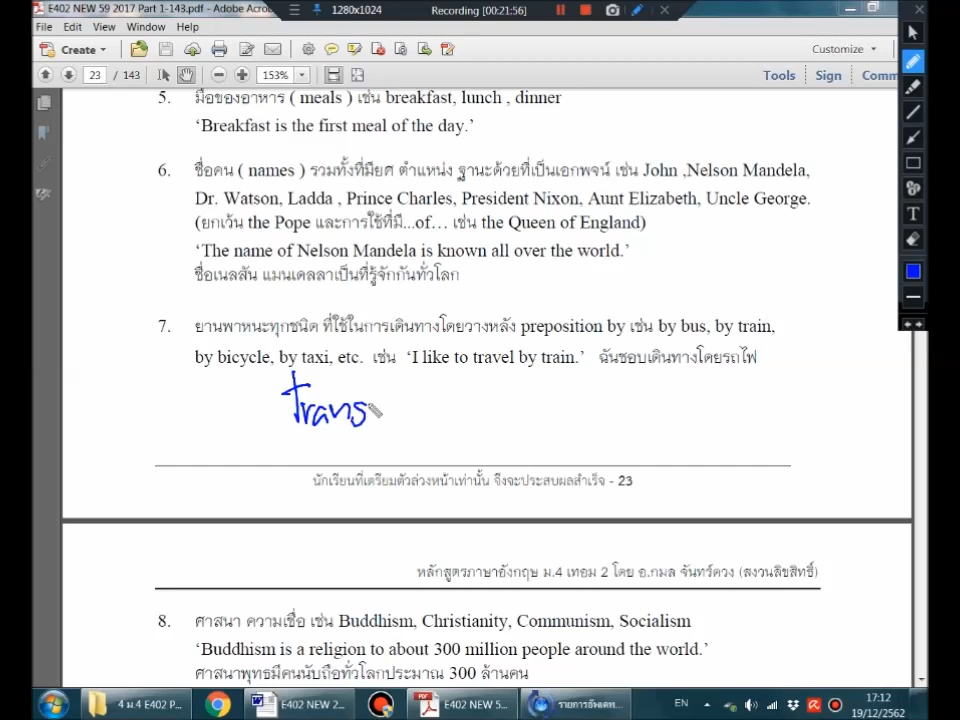 E402 NEW 59 2017 Part 1-143.pdf - Adobe Acro
1280x1024
Recording (00:21:56)
File Edit View Window Help
Create
Customize
23 / 143
153%
Tools Sign Comm
5. มื้อของอาหาร ( meals ) เช่น breakfast, lunch , dinner
'Breakfast is the first meal of the day.'
6. ชื่อคน ( names ) รวมทั้งที่มียศ ตำแหน่ง ฐานะด้วยที่เป็นเอกพจน์ เช่น John ,Nelson Mandela,
Dr. Watson, Ladda , Prince Charles, President Nixon, Aunt Elizabeth, Uncle George.
(ยกเว้น the Pope และการใช้ที่มี...of… เช่น the Queen of England)
'The name of Nelson Mandela is known all over the world.'
ชื่อเนลสัน แมนเดลลาเป็นที่รู้จักกันทั่วโลก
7. ยานพาหนะทุกชนิด ที่ใช้ในการเดินทางโดยวางหลัง preposition by เช่น by bus, by train,
by bicycle, by taxi, etc. เช่น 'I like to travel by train.' ฉันชอบเดินทางโดยรถไฟ
trans
นักเรียนที่เตรียมตัวล่วงหน้าเท่านั้น จึงจะประสบผลสำเร็จ - 23
หลักสูตรภาษาอังกฤษ ม.4 เทอม 2 โดย อ.กมล จันทร์ดวง (สงวนลิขสิทธิ์)
8. ศาสนา ความเชื่อ เช่น Buddhism, Christianity, Communism, Socialism
'Buddhism is a religion to about 300 million people around the world.'
ศาสนาพุทธมีคนนับถือทั่วโลกประมาณ 300 ล้านคน
4 ม.4 E402 P...
E402 NEW 2...
E402 NEW 5...
รายการอัพเดท...
EN
17:12
19/12/2562